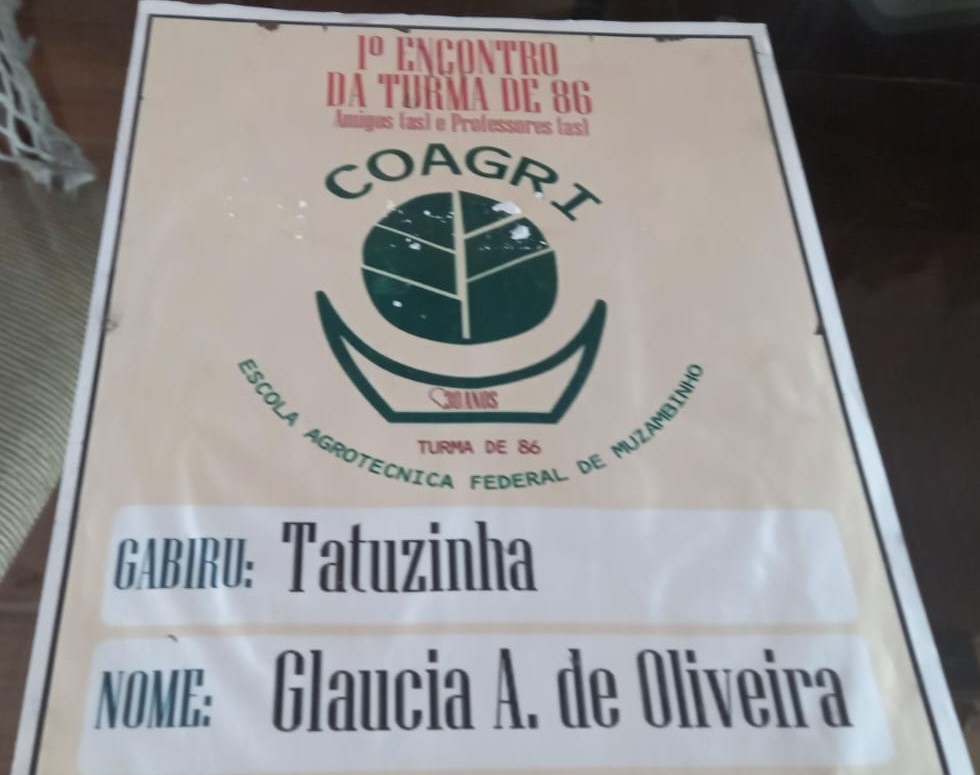 1º ENCONTRO
DA TURMA DE 86
Amigos (as) e Professores (as)
COAGRI
30 ANOS
TURMA DE 86
ESCOLA AGROTECNICA FEDERAL DE MUZAMBINHO
GABIRU: Tatuzinha
NOME: Glaucia A. de Oliveira